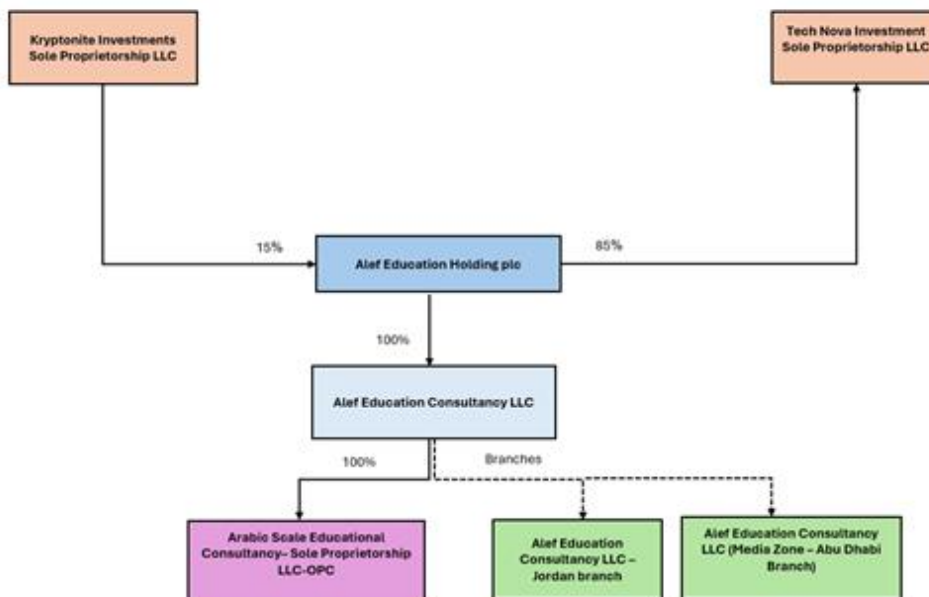 Kryptonite Investments
Sole Proprietorship LLC
Tech Nova Investment
Sole Proprietorship LLC
15%
85%
Alef Education Holding plc
100%
Alef Education Consultancy LLC
100%
Branches
Arabic Scale Educational
Consultancy– Sole Proprietorship
LLC-OPC
Alef Education
Consultancy LLC –
Jordan branch
Alef Education Consultancy
LLC (Media Zone – Abu Dhabi
Branch)